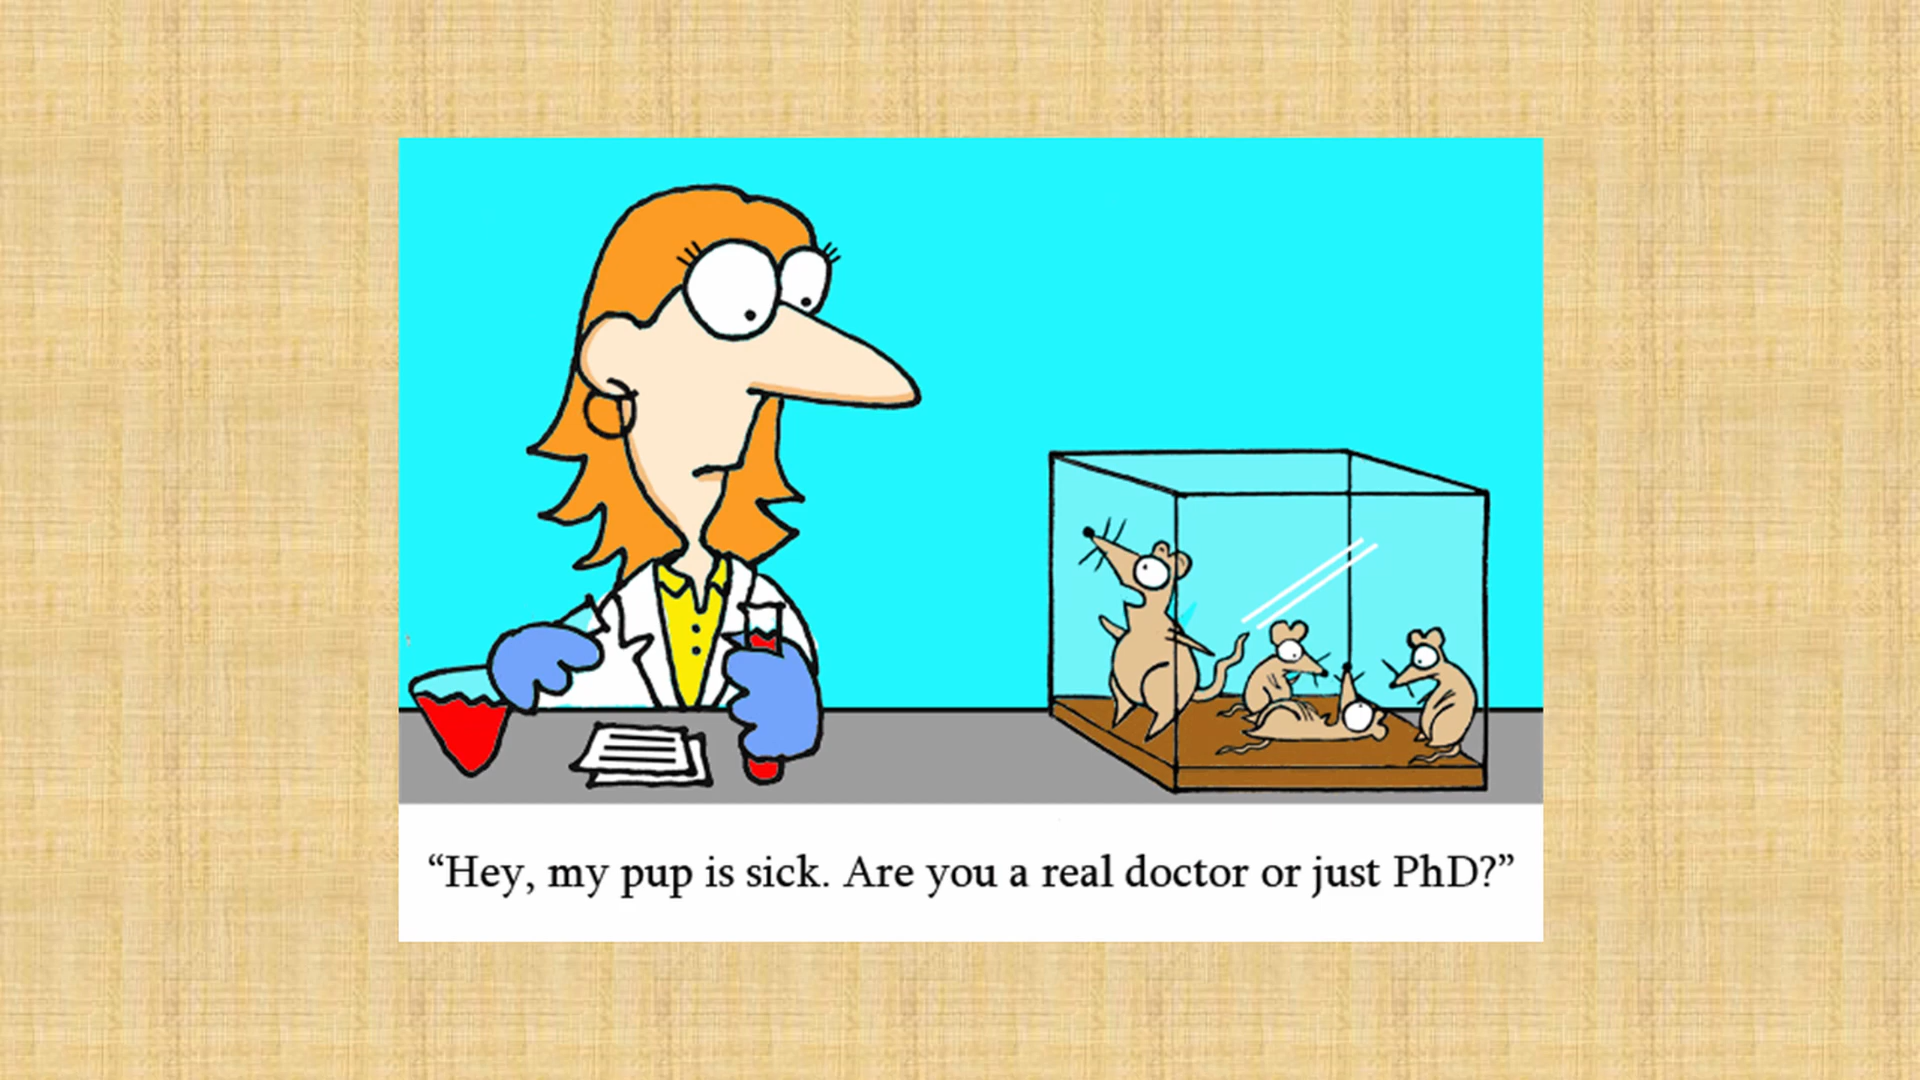 “Hey, my pup is sick. Are you a real doctor or just PhD?”